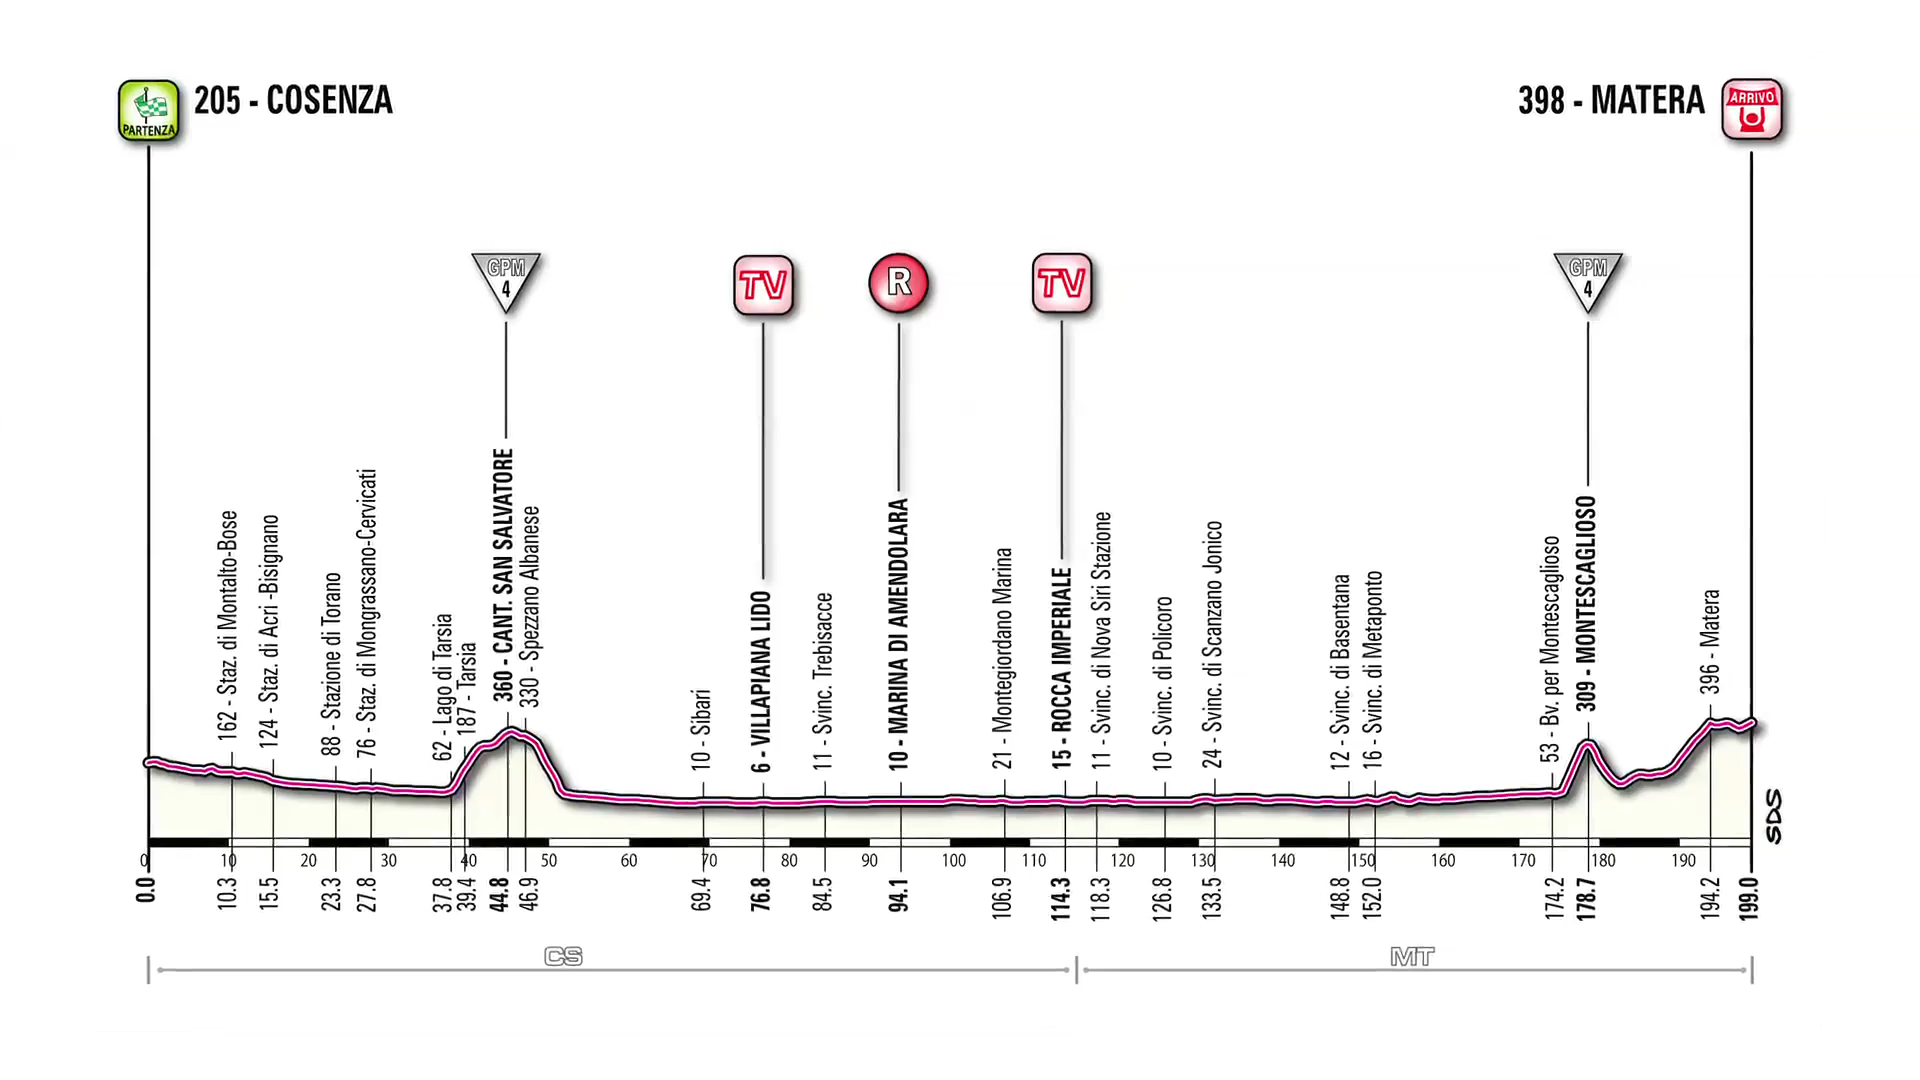 205 - COSENZA
398 - MATERA
PARTENZA
ARRIVO
GPM
4
TV
R
TV
GPM
4
162 - Staz. di Montalto-Bose
124 - Staz. di Acri -Bisignano
88 - Stazione di Torano
76 - Staz. di Mongrassano-Cervicati
62 - Lago di Tarsia
187 - Tarsia
360 - CANT. SAN SALVATORE
330 - Spezzano Albanese
10 - Sibari
6 - VILLAPIANA LIDO
11 - Svinc. Trebisacce
10 - MARINA DI AMENDOLARA
21 - Montegiordano Marina
15 - ROCCA IMPERIALE
11 - Svinc. di Nova Siri Stazione
10 - Svinc. di Policoro
24 - Svinc. di Scanzano Jonico
12 - Svinc. di Basentana
16 - Svinc. di Metaponto
53 - Bv. per Montescaglioso
309 - MONTESCAGLIOSO
396 - Matera
SDS
0 10 20 30 40 50 60 70 80 90 100 110 120 130 140 150 160 170 180 190
0.0 10.3 15.5 23.3 27.8 37.8 39.4 44.8 46.9 69.4 76.8 84.5 94.1 106.9 114.3 118.3 126.8 133.5 148.8 152.0 174.2 178.7 194.2 199.0
CS
MT